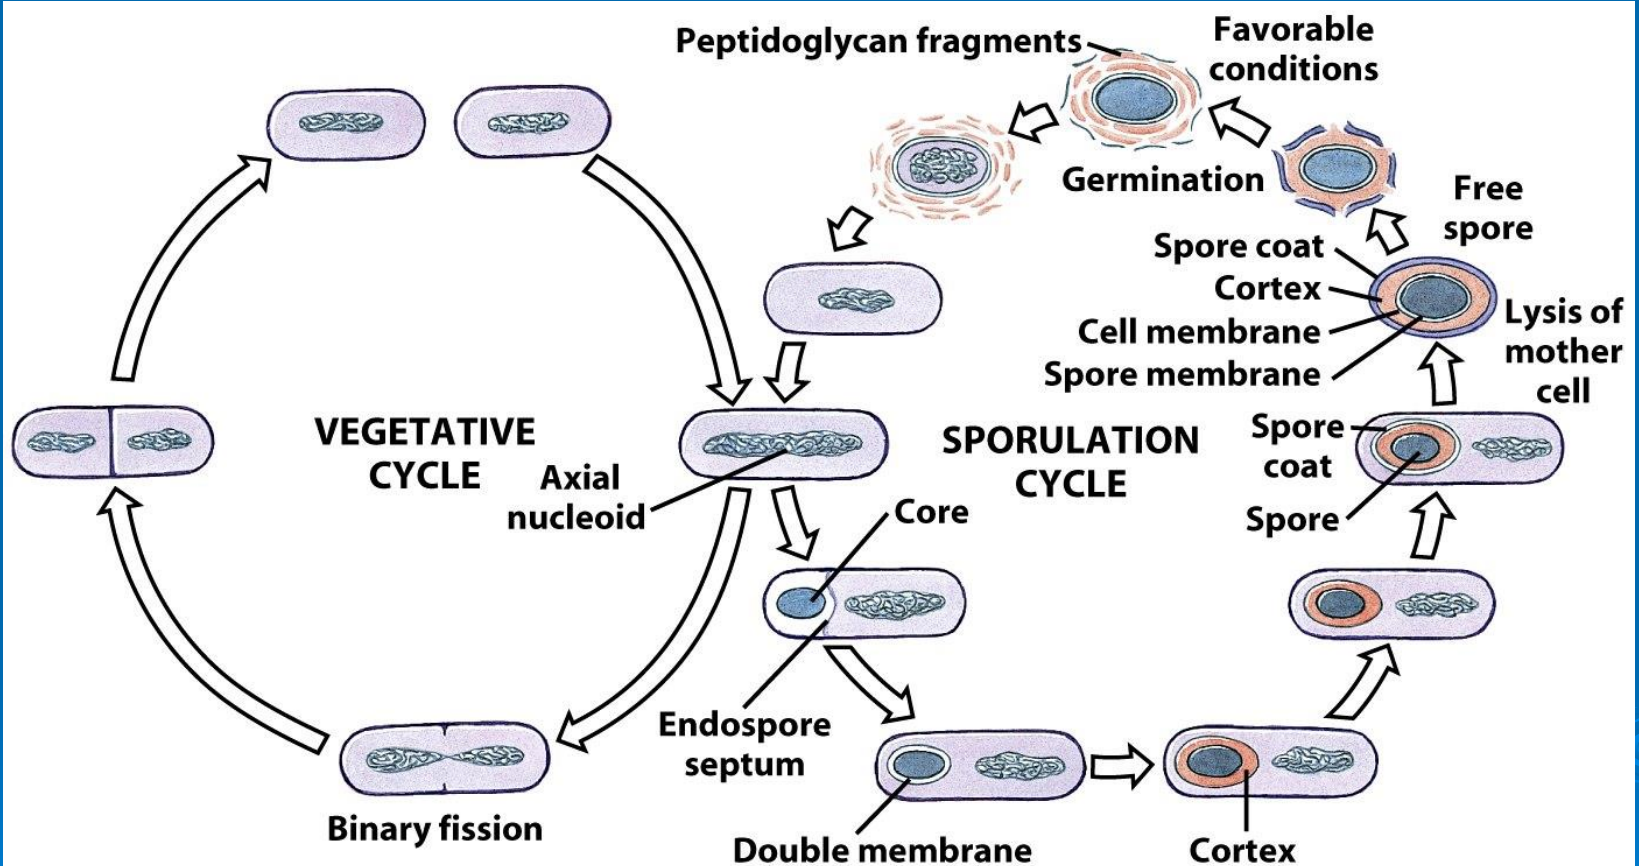 Peptidoglycan fragments
Favorable
conditions
Germination
Free
spore
Spore coat
Cortex
Cell membrane
Spore membrane
Lysis of
mother
cell
VEGETATIVE
CYCLE
Axial
nucleoid
SPORULATION
CYCLE
Spore
coat
Spore
Core
Endospore
septum
Binary fission
Double membrane
Cortex